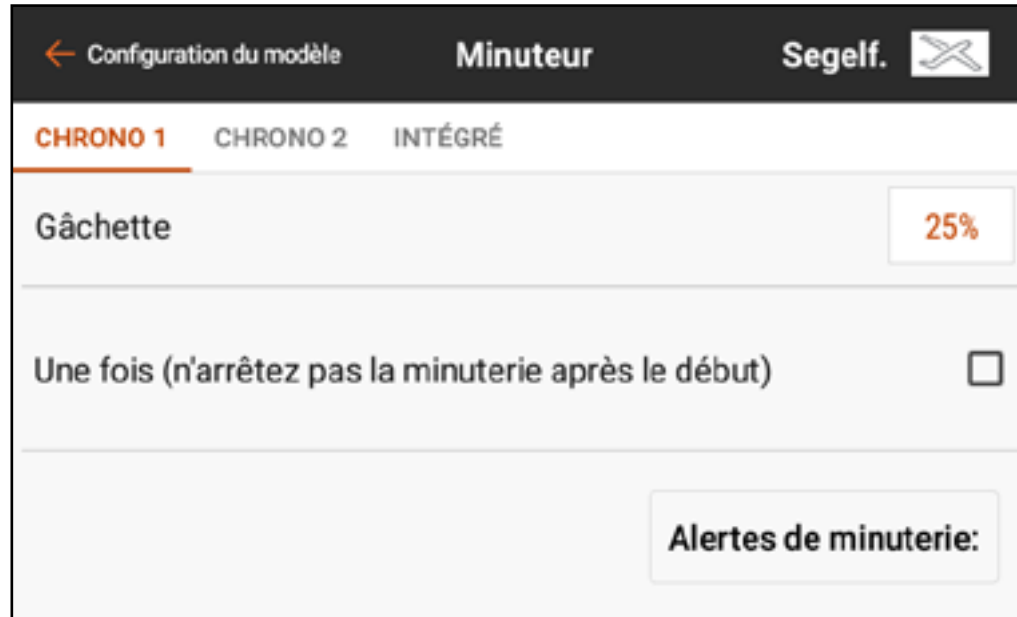 ← Configuration du modèle Minuteur Segelf.
CHRONO 1 CHRONO 2 INTÉGRÉ
Gâchette 25%
Une fois (n'arrêtez pas la minuterie après le début)
Alertes de minuterie: